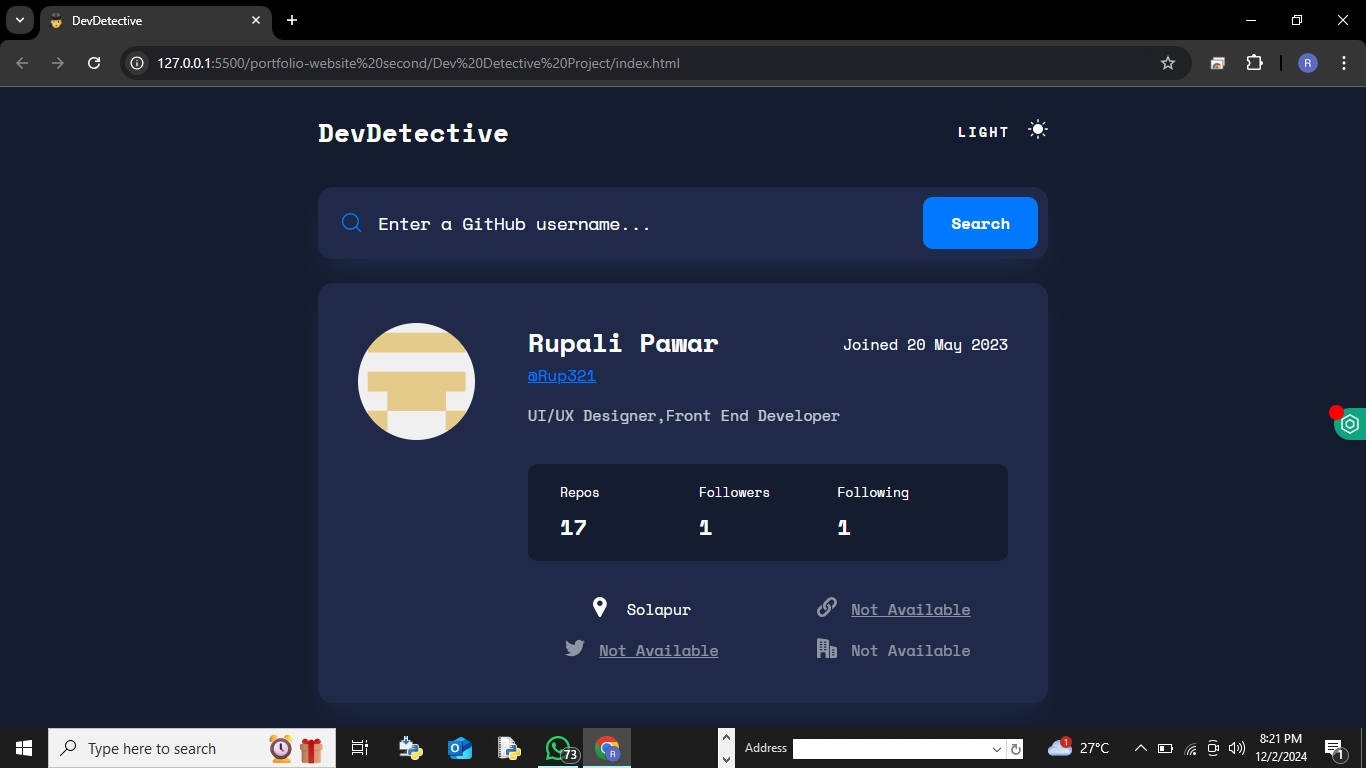 DevDetective
127.0.0.1:5500/portfolio-website%20second/Dev%20Detective%20Project/index.html
R
DevDetective
LIGHT
Enter a GitHub username...
Search
Rupali Pawar
Joined 20 May 2023
@Rup321
UI/UX Designer,Front End Developer
Repos
Followers
Following
17
1
1
Solapur
Not Available
Not Available
Not Available
Type here to search
73
R
Address
1
27°C
8:21 PM
12/2/2024
1